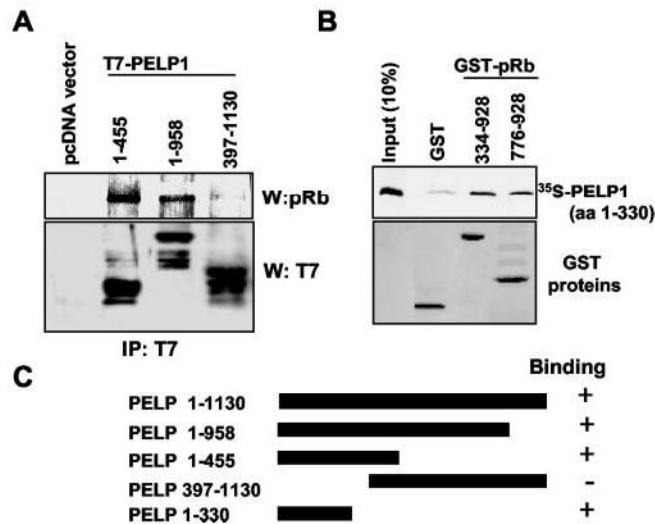 A
pcDNA vector
T7-PELP1
1-455
1-958
397-1130
W:pRb
W: T7
IP: T7
B
Input (10%)
GST
GST-pRb
334-928
776-928
35S-PELP1
(aa 1-330)
GST
proteins
C
Binding
PELP 1-1130 +
PELP 1-958 +
PELP 1-455 +
PELP 397-1130 -
PELP 1-330 +